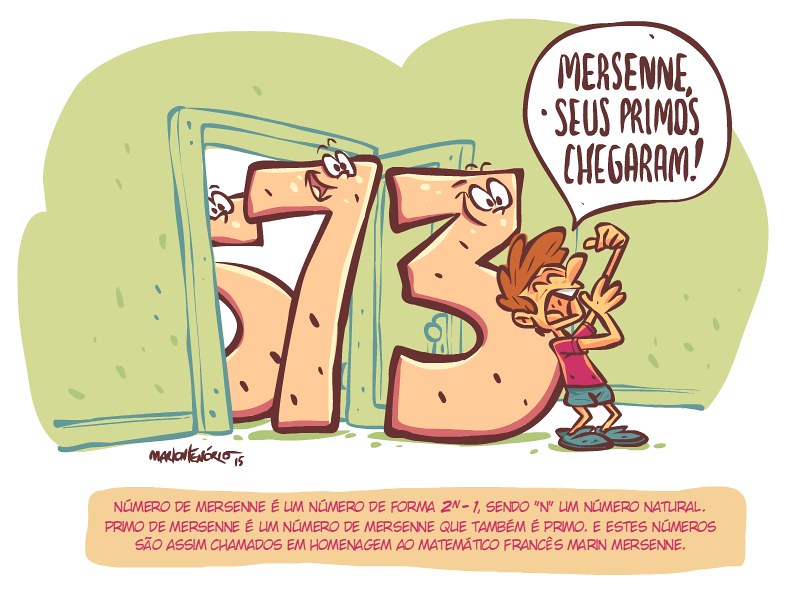 MERSENNE,
SEUS PRIMOS
CHEGARAM!
573
MARLON TENÓRIO
15
NÚMERO DE MERSENNE É UM NÚMERO DE FORMA 2ᴺ - 1, SENDO "N" UM NÚMERO NATURAL.
PRIMO DE MERSENNE É UM NÚMERO DE MERSENNE QUE TAMBÉM É PRIMO. E ESTES NÚMEROS
SÃO ASSIM CHAMADOS EM HOMENAGEM AO MATEMÁTICO FRANCÊS MARIN MERSENNE.